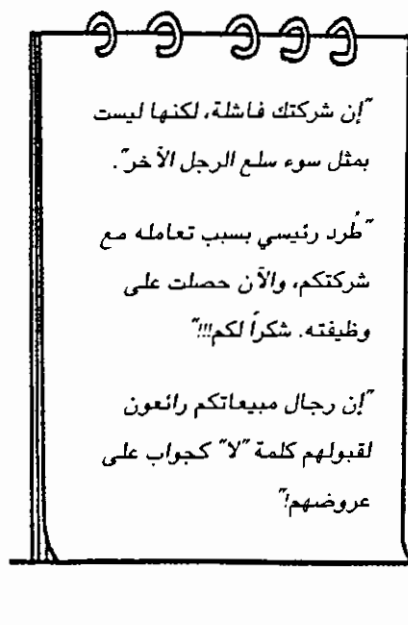 "إن شركتك فاشلة، لكنها ليست
بمثل سوء سلع الرجل الآخر".
"طُرد رئيسي بسبب تعامله مع
شركتكم، والآن حصلت على
وظيفته. شكراً لكم!!!"
"إن رجال مبيعاتكم رائعون
لقبولهم كلمة "لا" كجواب على
عروضهم!"